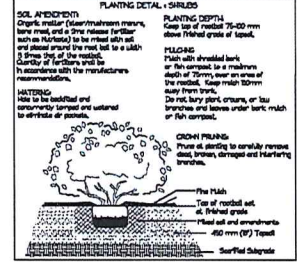 PLANTING DETAIL : SHRUBS
SOIL AMENDMENT:
Organic matter (steer/mushroom manure,
bone meal, and a time release fertilizer
such as Nutricote) to be mixed with soil
and placed around the root ball to a width
3 times that of the rootball.
Quantity of fertilizers shall be
in accordance with the manufacturers
recommendations.
WATERING:
Hole to be backfilled and
concurrently tamped and watered
to eliminate air pockets.
PLANTING DEPTH:
Keep top of rootball 75-100 mm
above finished grade of topsoil.
MULCHING:
Mulch with shredded bark
or fish compost to a maximum
depth of 75mm, over an area of
the rootball. Keep mulch 150mm
away from trunk.
Do not bury plant crowns, or low
branches and leaves under bark mulch
or fish compost.
CROWN PRUNING:
Prune at planting to carefully remove
dead, broken, damaged and interfering
branches.
Fine Mulch
Top of rootball set
at finished grade
Mixed soil and amendments
450 mm (18") Topsoil
Scarified Subgrade